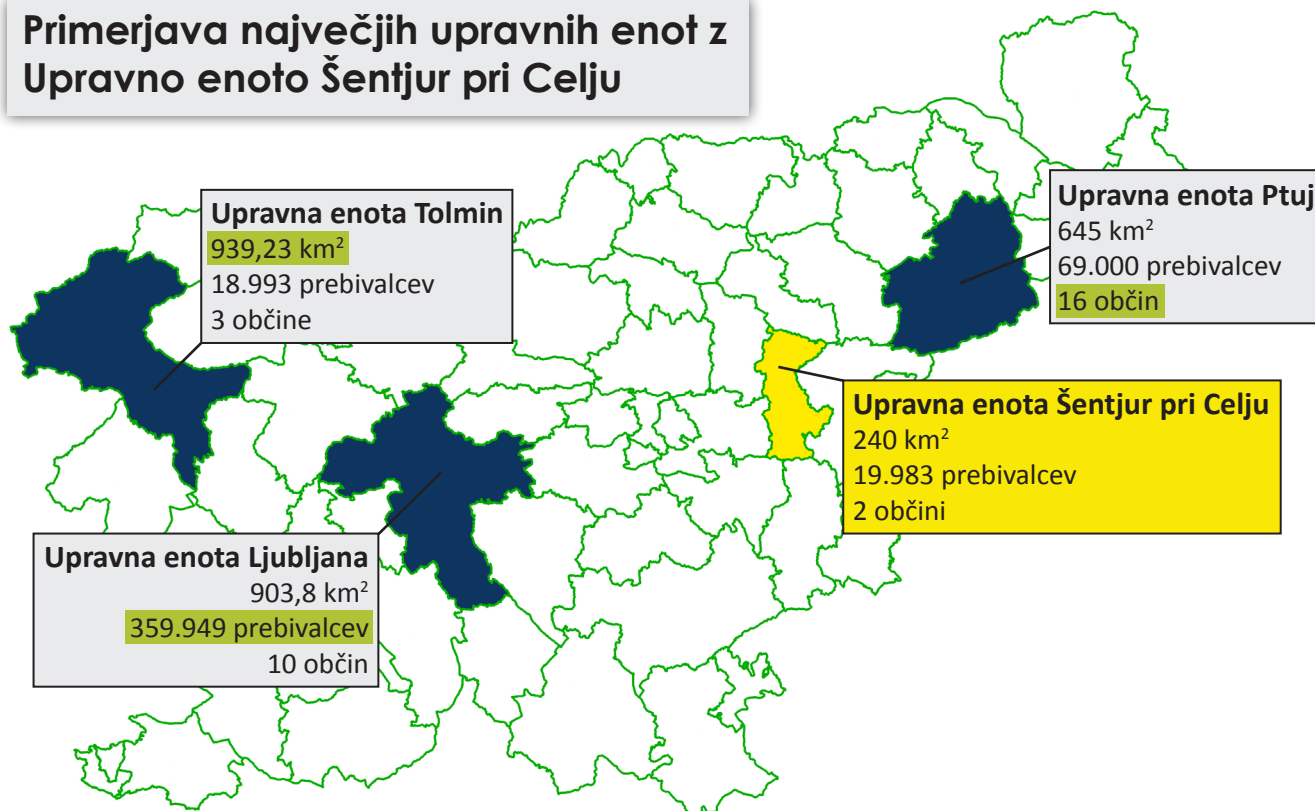 Primerjava največjih upravnih enot z
Upravno enoto Šentjur pri Celju
Upravna enota Tolmin
939,23 km²
18.993 prebivalcev
3 občine
Upravna enota Ptuj
645 km²
69.000 prebivalcev
16 občin
Upravna enota Šentjur pri Celju
240 km²
19.983 prebivalcev
2 občini
Upravna enota Ljubljana
903,8 km²
359.949 prebivalcev
10 občin